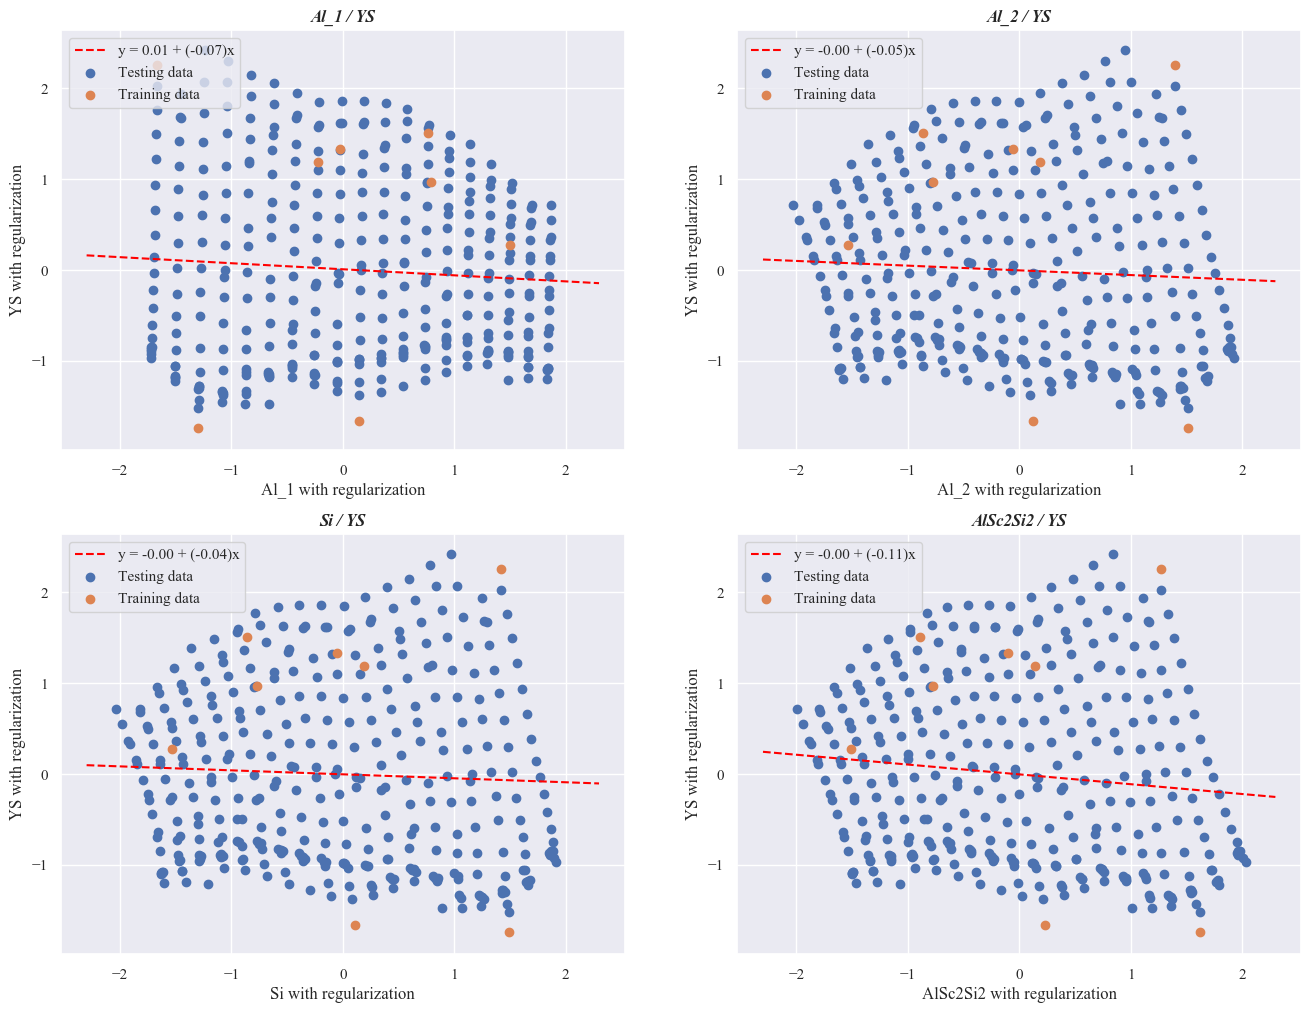 Al_1 / YS
y = 0.01 + (-0.07)x
Testing data
Training data
2
1
0
−1
YS with regularization
−2
−1
0
1
2
Al_1 with regularization
Al_2 / YS
y = -0.00 + (-0.05)x
Testing data
Training data
2
1
0
−1
YS with regularization
−2
−1
0
1
2
Al_2 with regularization
Si / YS
y = -0.00 + (-0.04)x
Testing data
Training data
2
1
0
−1
YS with regularization
−2
−1
0
1
2
Si with regularization
AlSc2Si2 / YS
y = -0.00 + (-0.11)x
Testing data
Training data
2
1
0
−1
YS with regularization
−2
−1
0
1
2
AlSc2Si2 with regularization